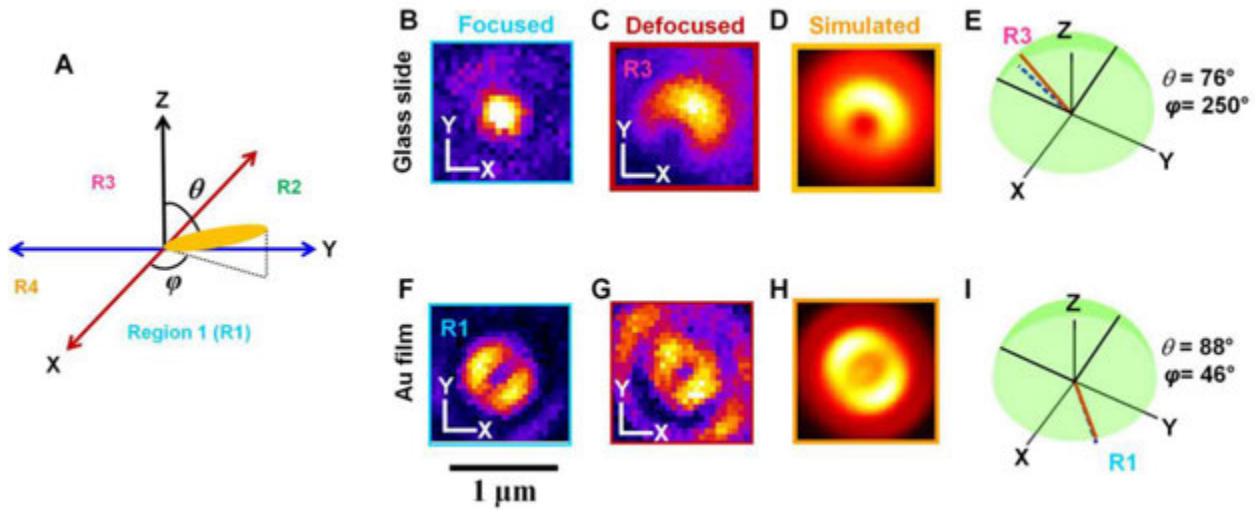 A
Z
R3
θ
R2
Y
R4
φ
Region 1 (R1)
X
B
Focused
C
Defocused
D
Simulated
E
Glass slide
Y
X
R3
Y
X
R3
Z
θ = 76°
φ= 250°
Y
X
F
G
H
I
Au film
R1
Y
X
Y
X
Z
θ = 88°
φ= 46°
Y
X
R1
1 μm